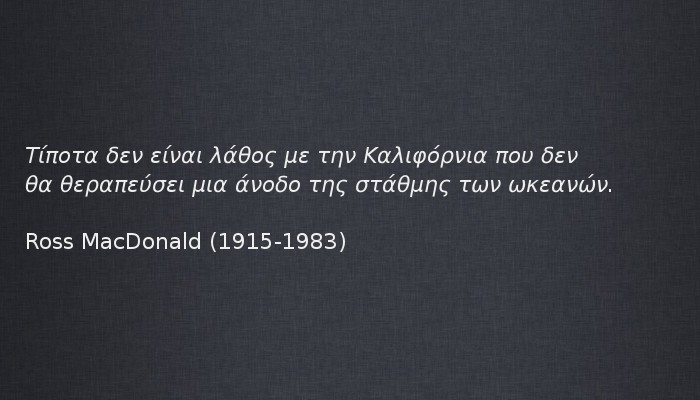 Τίποτα δεν είναι λάθος με την Καλιφόρνια που δεν
θα θεραπεύσει μια άνοδο της στάθμης των ωκεανών.
Ross MacDonald (1915-1983)